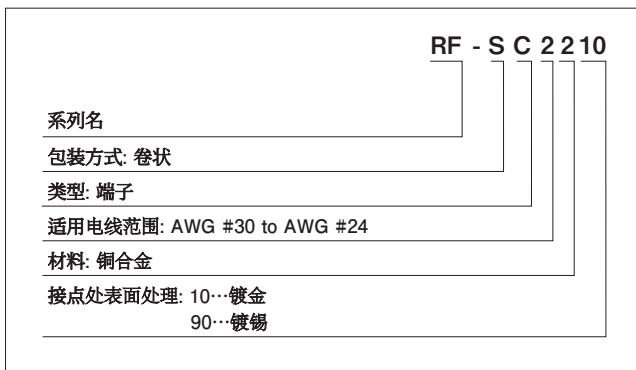 RF - S C 2 2 10
系列名
包装方式: 卷状
类型: 端子
适用电线范围: AWG #30 to AWG #24
材料: 铜合金
接点处表面处理: 10…镀金
90…镀锡